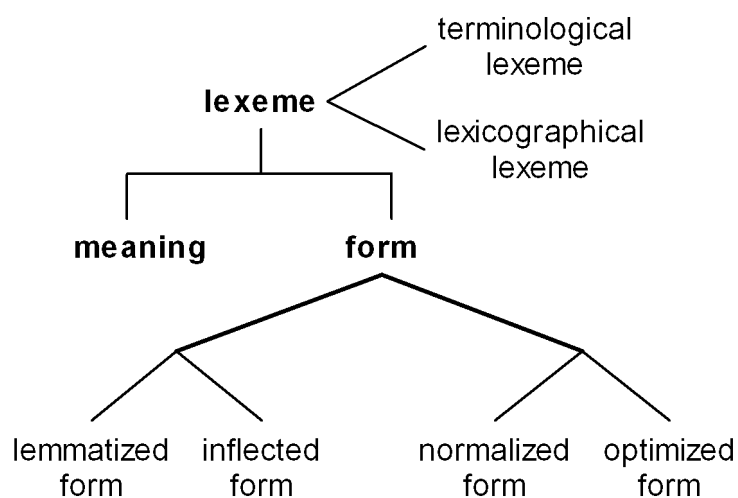 terminological
lexeme
lexeme
lexicographical
lexeme
meaning
form
lemmatized
form
inflected
form
normalized
form
optimized
form